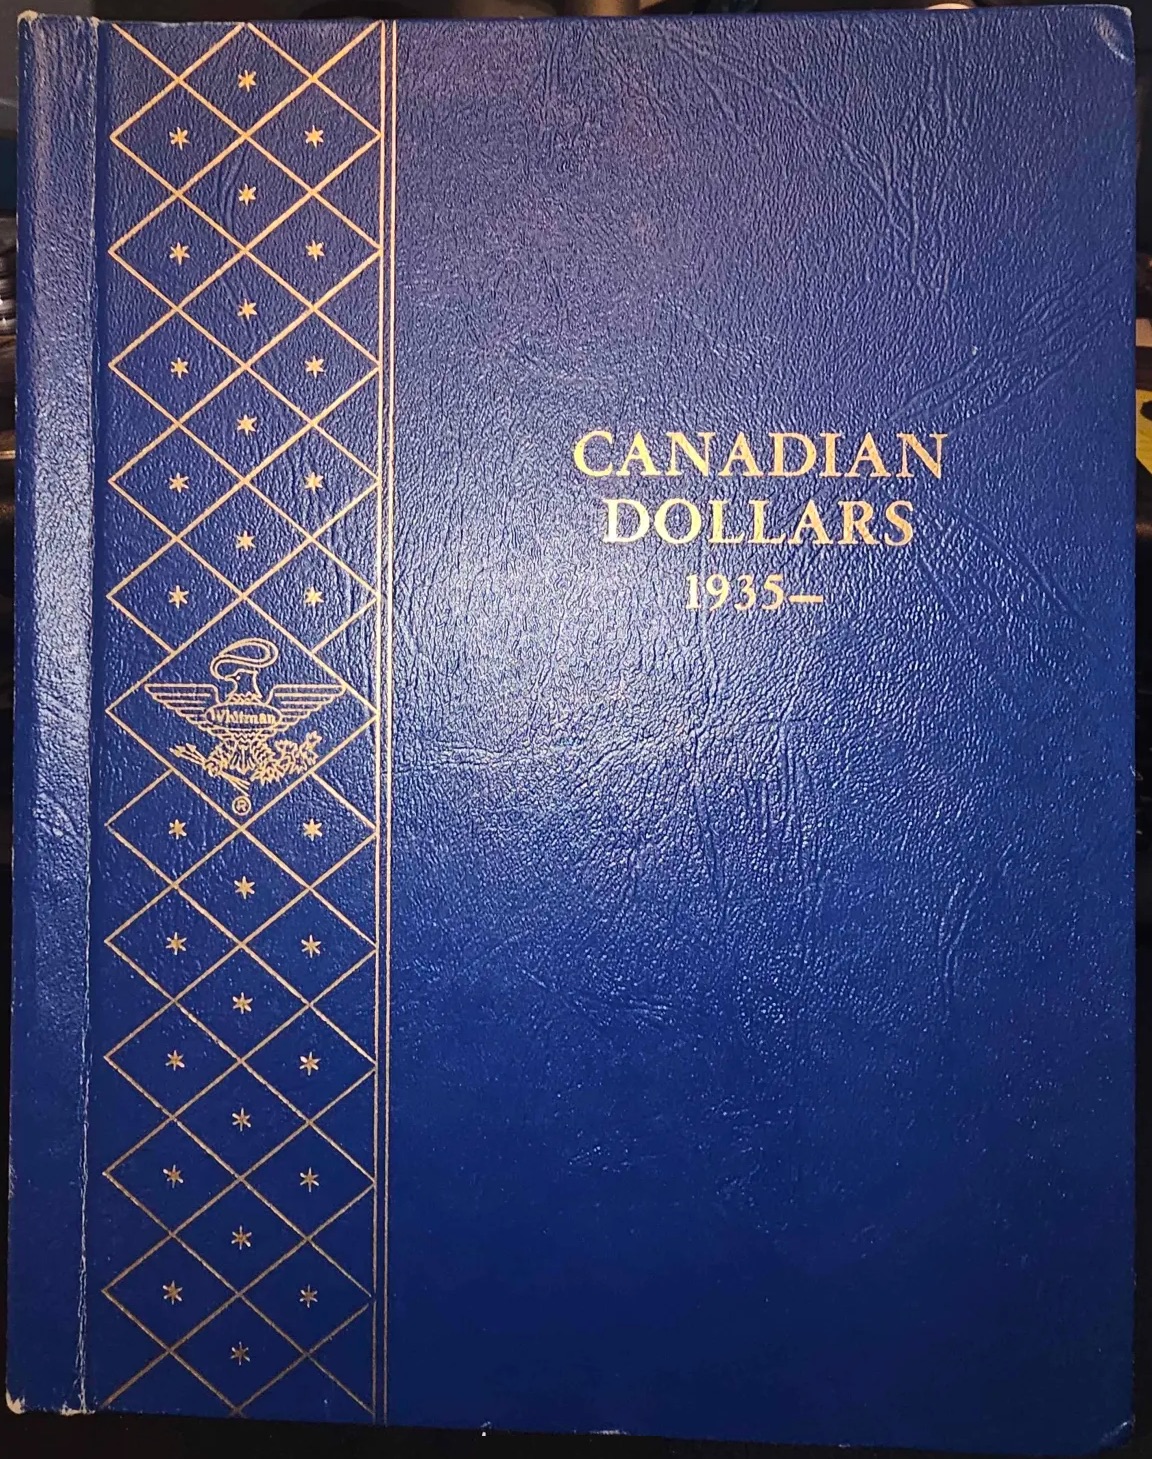 CANADIAN
DOLLARS
1935—
Whitman
®